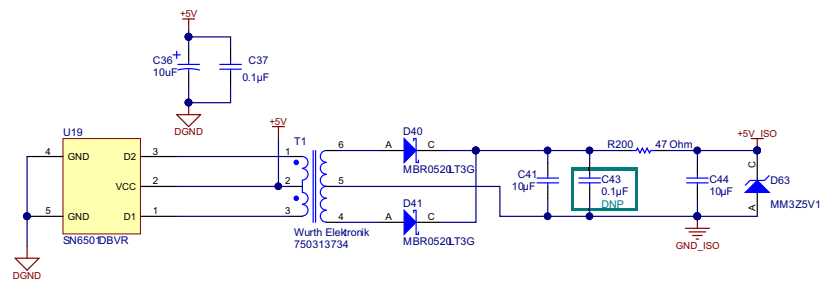 +5V
C36
10uF
+
C37
0.1µF
DGND
U19
4
GND
D2
3
VCC
2
5
GND
D1
1
SN6501DBVR
DGND
+5V
T1
1
2
3
6
5
4
Wurth Elektronik
750313734
D40
A
C
MBR0520LT3G
D41
A
C
MBR0520LT3G
C41
10µF
C43
0.1µF
DNP
R200
47 Ohm
C44
10µF
+5V_ISO
C
D63
A
MM3Z5V1
GND_ISO